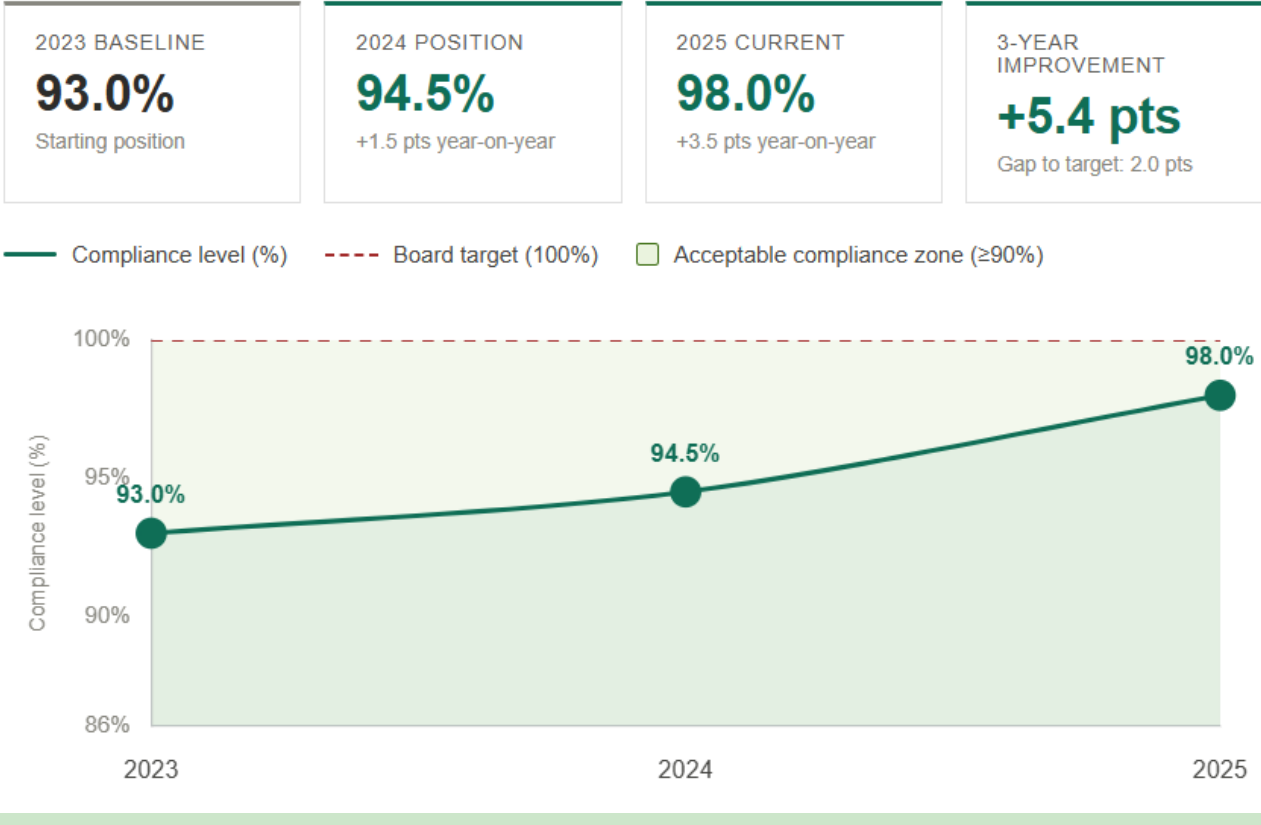 2023 BASELINE
93.0%
Starting position
2024 POSITION
94.5%
+1.5 pts year-on-year
2025 CURRENT
98.0%
+3.5 pts year-on-year
3-YEAR
IMPROVEMENT
+5.4 pts
Gap to target: 2.0 pts
Compliance level (%)
Board target (100%)
Acceptable compliance zone (≥90%)
100%
98.0%
94.5%
95%
93.0%
Compliance level (%)
90%
86%
2023
2024
2025